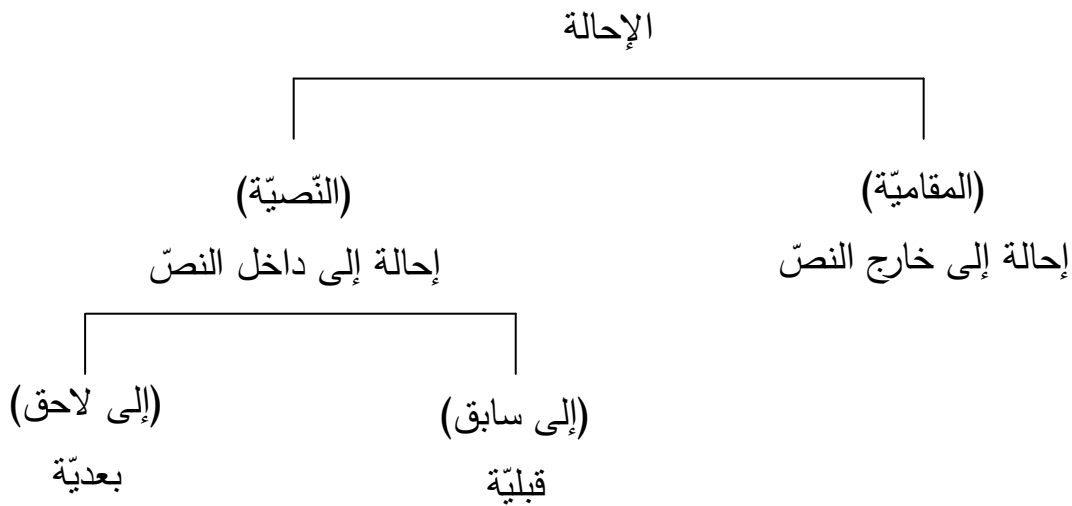 الإحالة
(المقاميّة)
إحالة إلى خارج النصّ
(النّصيّة)
إحالة إلى داخل النصّ
(إلى سابق)
قبليّة
(إلى لاحق)
بعديّة